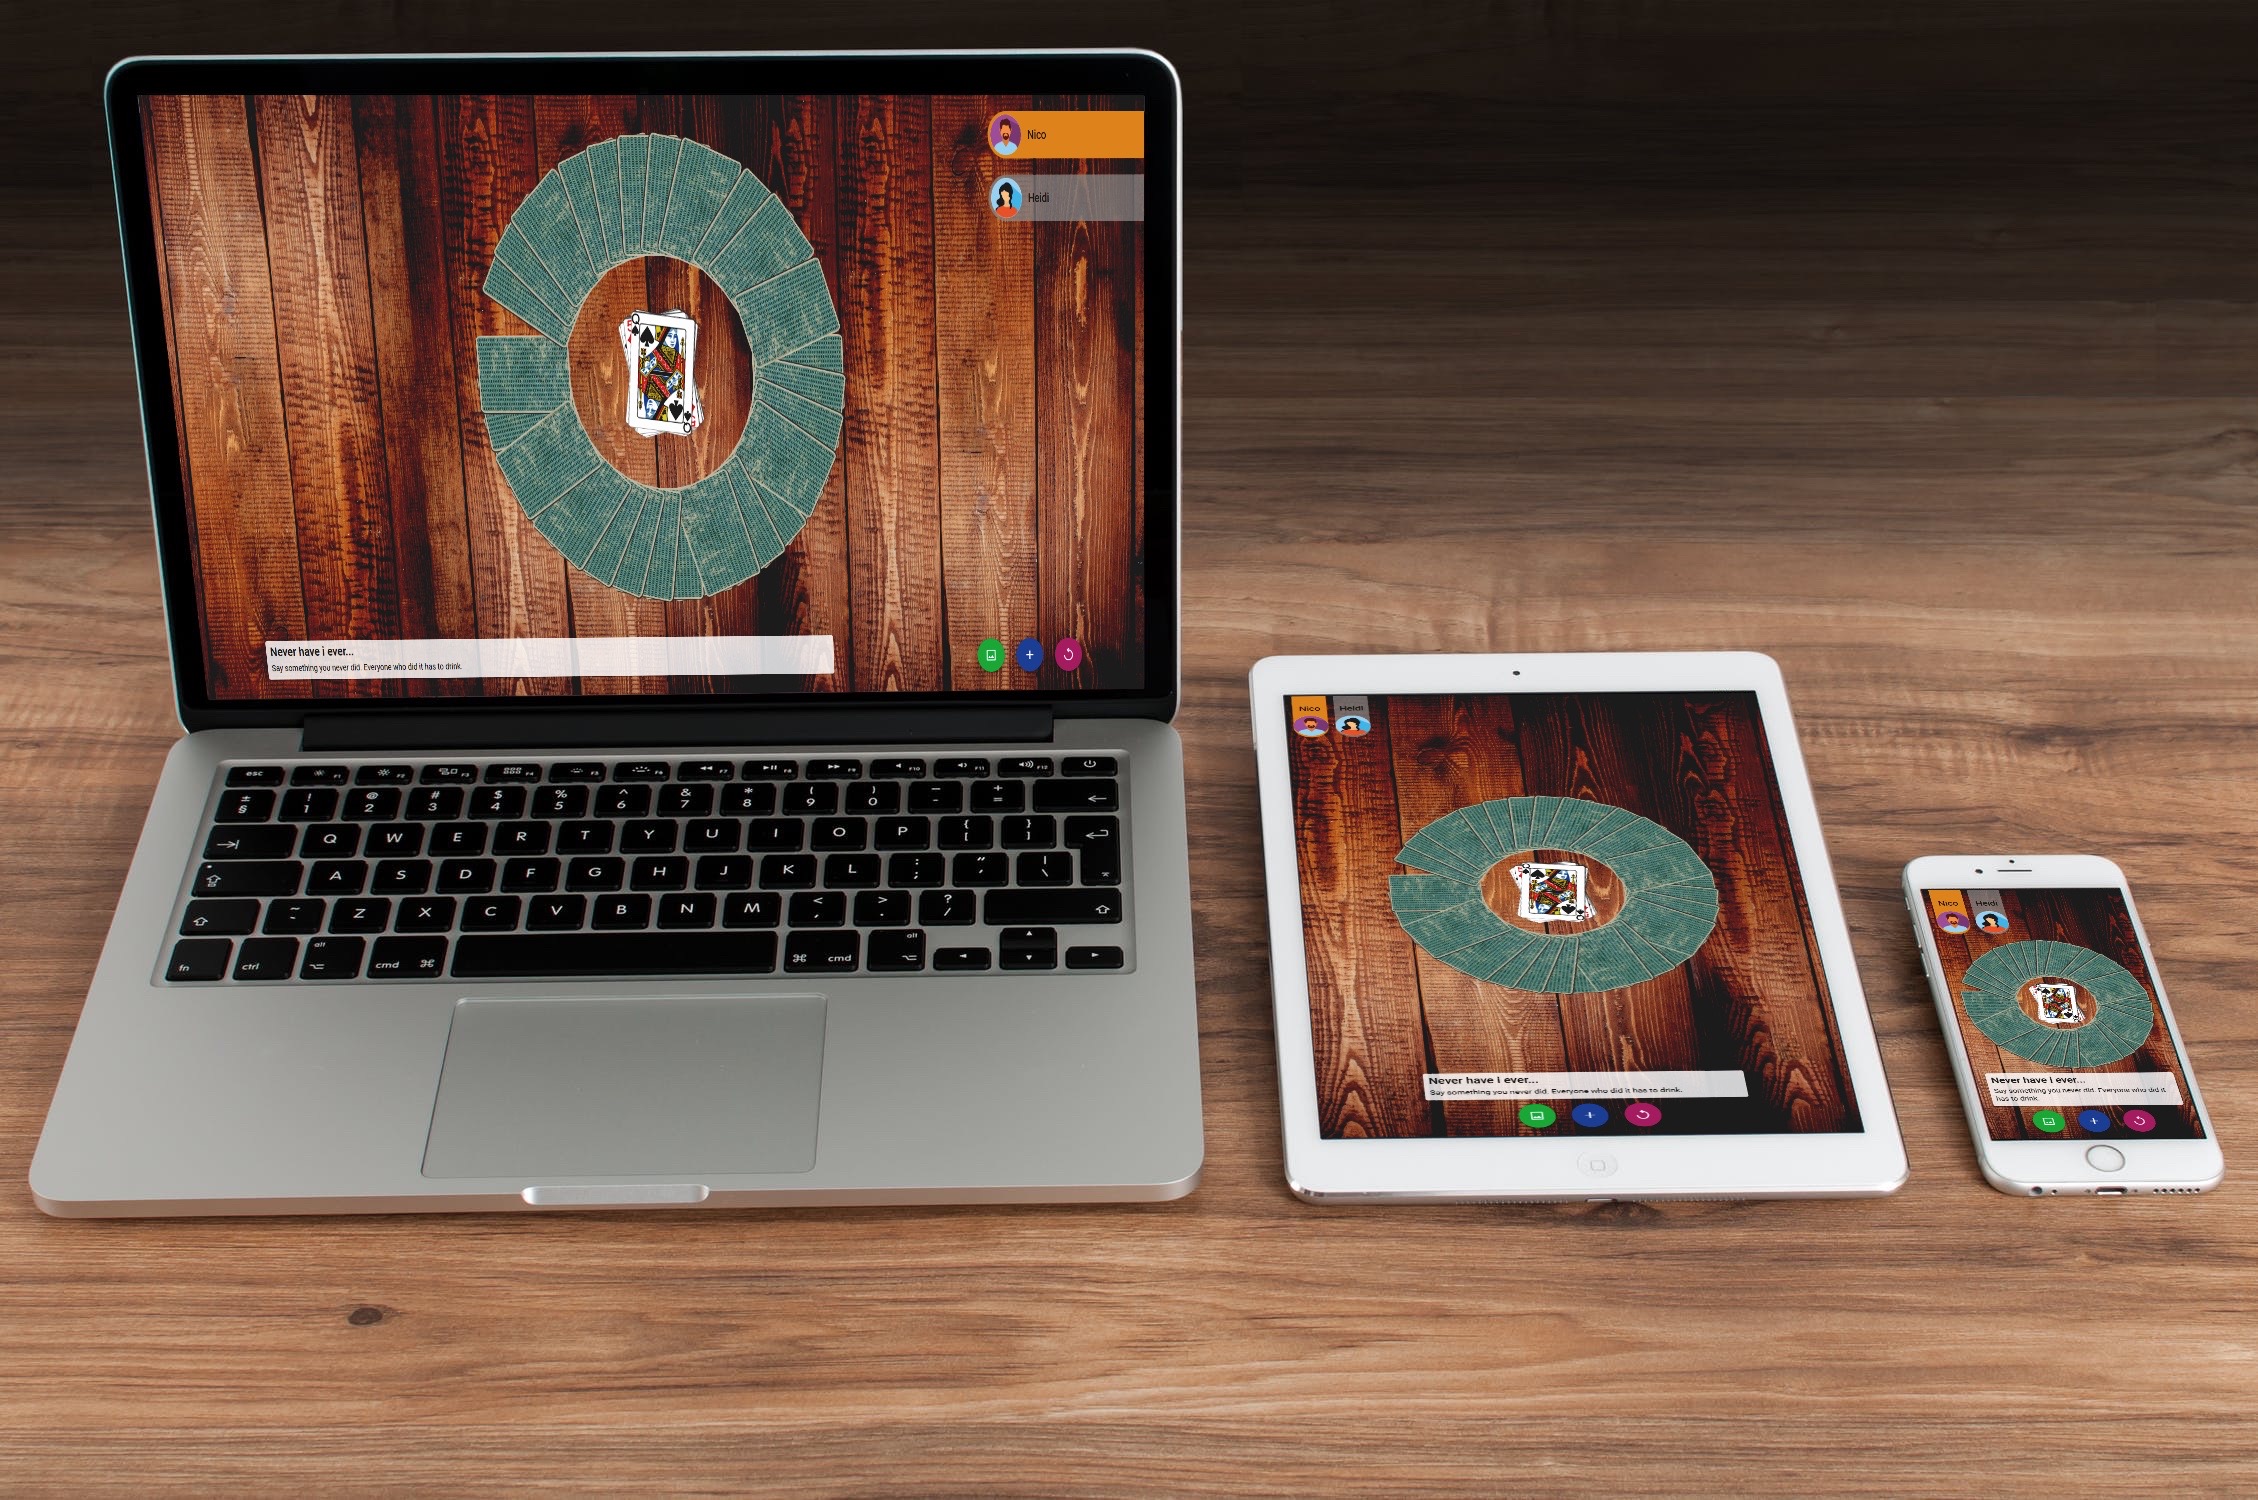 Nico
Heidi
Q
Q
Never have i ever...
Say something you never did. Everyone who did it has to drink.
esc F1 F2 F3 F4 F5 F6 F7 F8 F9 F10 F11 F12
± ! @ # $ % ^ & * ( ) – +
§ 1 2 3 4 5 6 7 8 9 0 - =
Q W E R T Y U I O P { }
[ ]
A S D F G H J K L : " |
; ' \
~ Z X C V B N M < > ?
` , . /
fn ctrl alt cmd ⌘ ⌘ cmd alt
Nico Heidi
Never have i ever...
Say something you never did. Everyone who did it has to drink.
Nico Heidi
Never have i ever...
Say something you never did. Everyone who did it
has to drink.